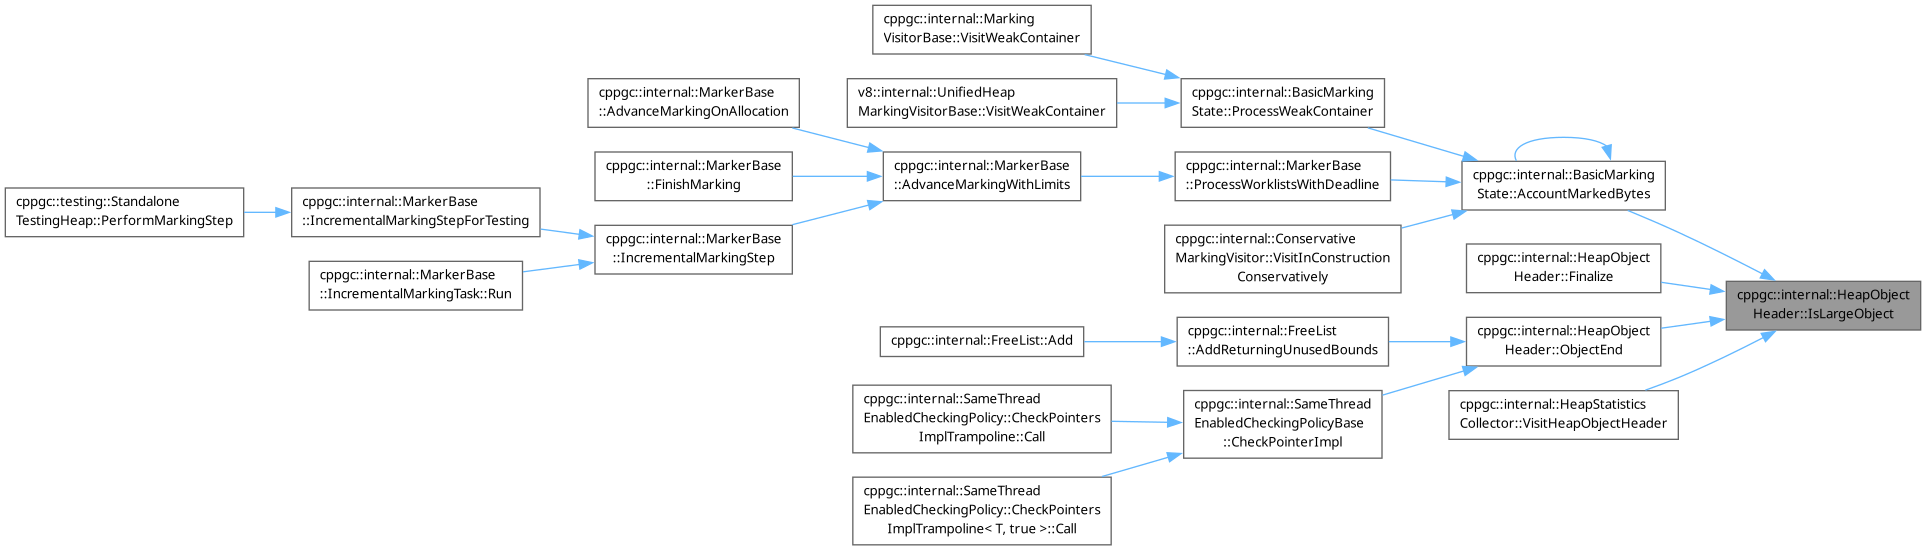 cppgc::internal::Marking
VisitorBase::VisitWeakContainer
cppgc::internal::MarkerBase
::AdvanceMarkingOnAllocation
v8::internal::UnifiedHeap
MarkingVisitorBase::VisitWeakContainer
cppgc::internal::BasicMarking
State::ProcessWeakContainer
cppgc::internal::MarkerBase
::FinishMarking
cppgc::internal::MarkerBase
::AdvanceMarkingWithLimits
cppgc::internal::MarkerBase
::ProcessWorklistsWithDeadline
cppgc::internal::BasicMarking
State::AccountMarkedBytes
cppgc::testing::Standalone
TestingHeap::PerformMarkingStep
cppgc::internal::MarkerBase
::IncrementalMarkingStepForTesting
cppgc::internal::MarkerBase
::IncrementalMarkingStep
cppgc::internal::Conservative
MarkingVisitor::VisitInConstruction
Conservatively
cppgc::internal::HeapObject
Header::Finalize
cppgc::internal::MarkerBase
::IncrementalMarkingTask::Run
cppgc::internal::HeapObject
Header::IsLargeObject
cppgc::internal::FreeList::Add
cppgc::internal::FreeList
::AddReturningUnusedBounds
cppgc::internal::HeapObject
Header::ObjectEnd
cppgc::internal::SameThread
EnabledCheckingPolicy::CheckPointers
ImplTrampoline::Call
cppgc::internal::SameThread
EnabledCheckingPolicyBase
::CheckPointerImpl
cppgc::internal::HeapStatistics
Collector::VisitHeapObjectHeader
cppgc::internal::SameThread
EnabledCheckingPolicy::CheckPointers
ImplTrampoline< T, true >::Call